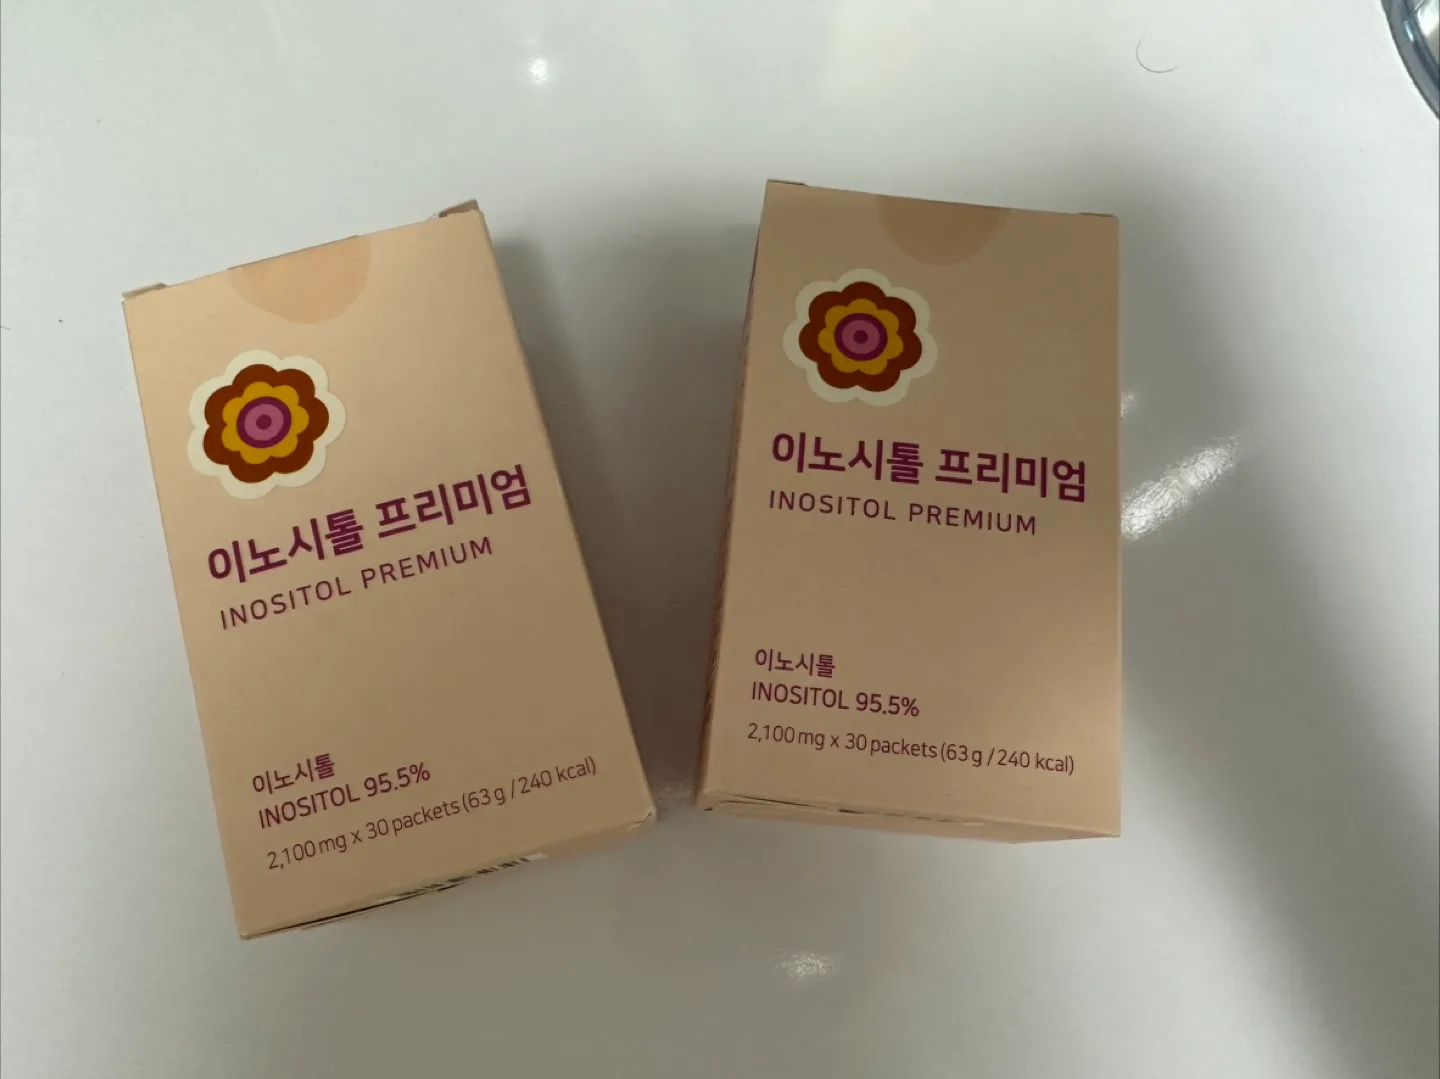 이노시톨 프리미엄
INOSITOL PREMIUM
이노시톨
INOSITOL 95.5%
2,100 mg x 30 packets (63 g / 240 kcal)
이노시톨 프리미엄
INOSITOL PREMIUM
이노시톨
INOSITOL 95.5%
2,100 mg x 30 packets (63 g / 240 kcal)